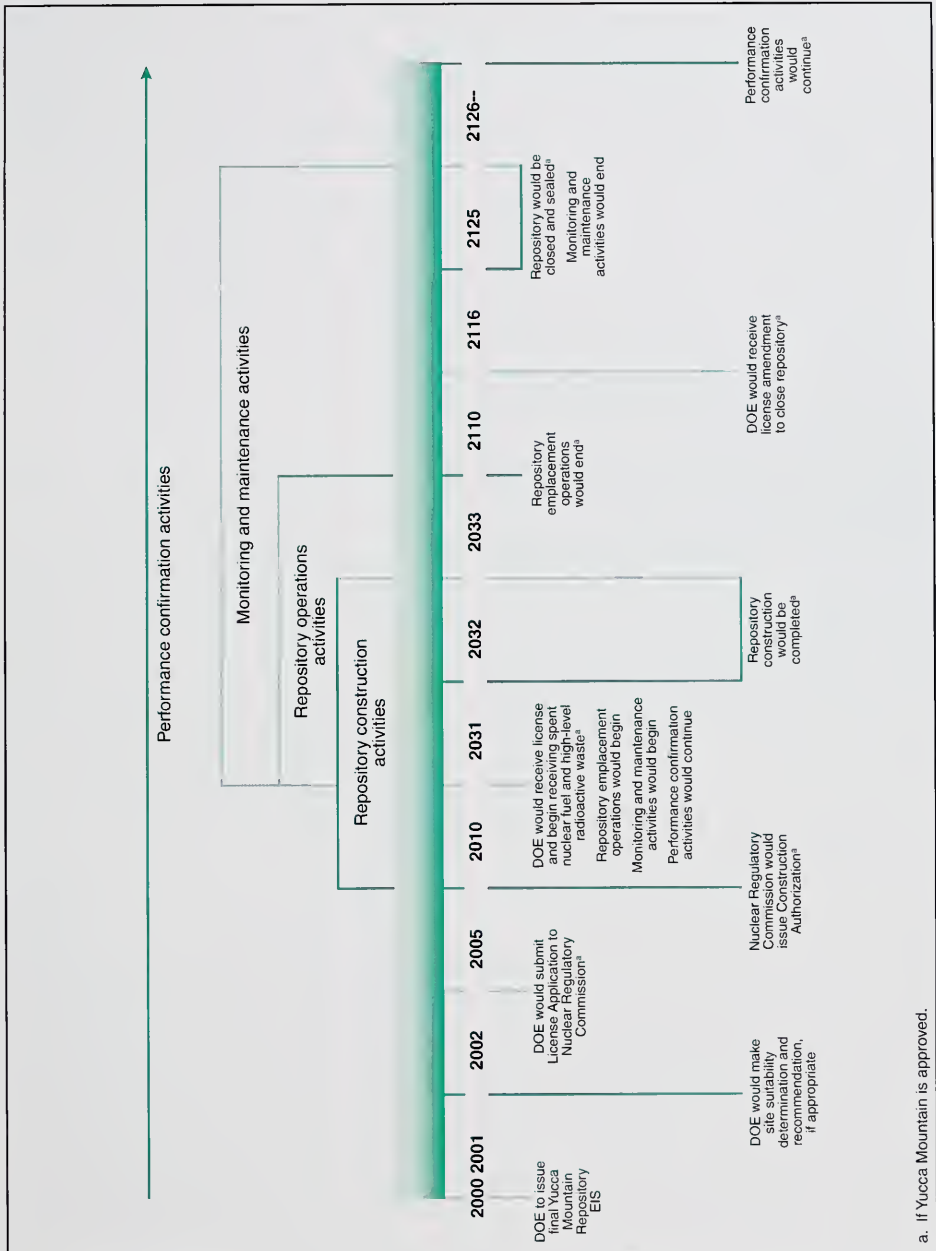 Performance confirmation activities
Monitoring and maintenance activities
Repository operations
activities
Repository construction
activities
2000 2001 2002 2005 2010 2031 2032 2033 2110 2116 2125 2126--
DOE to issue
final Yucca
Mountain
Repository
EIS
DOE would make
site suitability
determination and
recommendation,
if appropriate
DOE would submit
License Application to
Nuclear Regulatory
Commissionª
Nuclear Regulatory
Commission would
issue Construction
Authorizationª
DOE would receive license
and begin receiving spent
nuclear fuel and high-level
radioactive wasteª
Repository emplacement
operations would begin
Monitoring and maintenance
activities would begin
Performance confirmation
activities would continue
Repository
construction
would be
completedª
Repository
emplacement
operations
would endª
DOE would receive
license amendment
to close repositoryª
Repository would be
closed and sealedª
Monitoring and
maintenance
activities would end
Performance
confirmation
activities
would
continueª
a. If Yucca Mountain is approved.